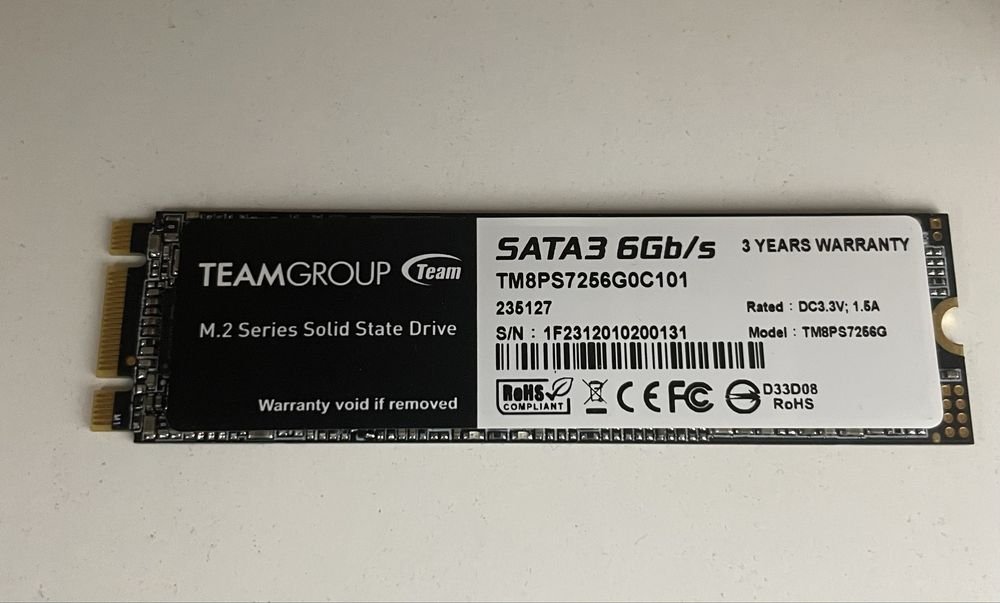 TEAMGROUP Team
M.2 Series Solid State Drive
Warranty void if removed
SATA3 6Gb/s
3 YEARS WARRANTY
TM8PS7256G0C101
235127
Rated : DC3.3V; 1.5A
S/N : 1F2312010200131
Model : TM8PS7256G
RoHS
COMPLIANT
CE FC
D33D08
RoHS